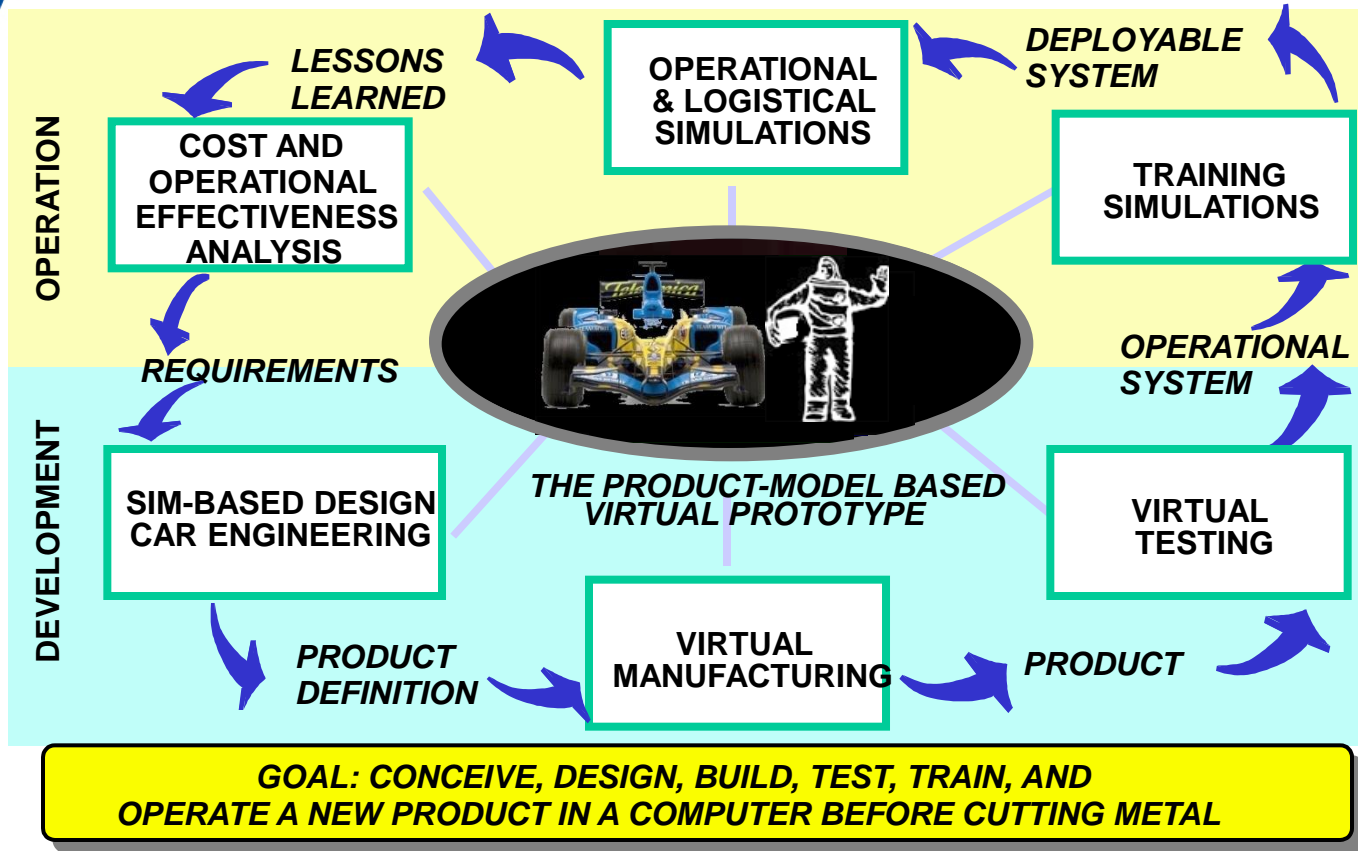 LESSONS
LEARNED
OPERATIONAL
& LOGISTICAL
SIMULATIONS
DEPLOYABLE
SYSTEM
OPERATION
COST AND
OPERATIONAL
EFFECTIVENESS
ANALYSIS
TRAINING
SIMULATIONS
Telefonica
REQUIREMENTS
OPERATIONAL
SYSTEM
DEVELOPMENT
SIM-BASED DESIGN
CAR ENGINEERING
THE PRODUCT-MODEL BASED
VIRTUAL PROTOTYPE
VIRTUAL
TESTING
PRODUCT
DEFINITION
VIRTUAL
MANUFACTURING
PRODUCT
GOAL: CONCEIVE, DESIGN, BUILD, TEST, TRAIN, AND
OPERATE A NEW PRODUCT IN A COMPUTER BEFORE CUTTING METAL